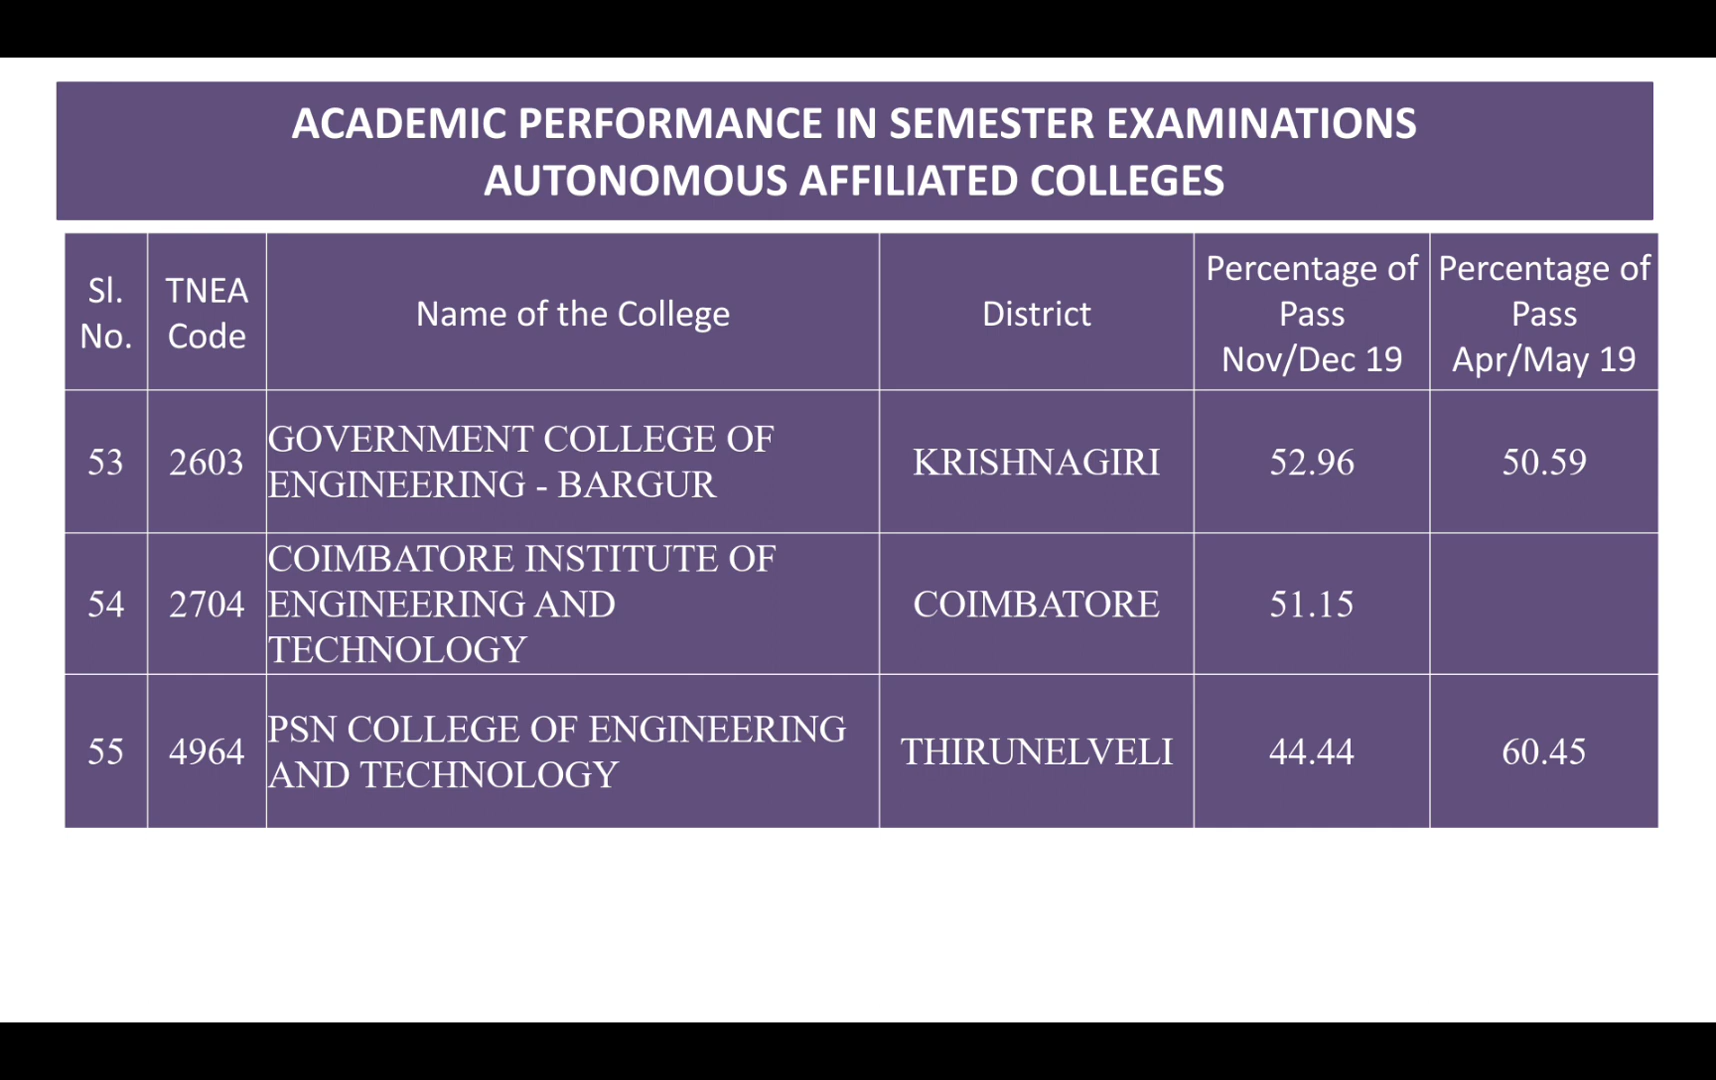 ACADEMIC PERFORMANCE IN SEMESTER EXAMINATIONS
AUTONOMOUS AFFILIATED COLLEGES
Sl. No. TNEA Code Name of the College District Percentage of Pass Nov/Dec 19 Percentage of Pass Apr/May 19
53 2603 GOVERNMENT COLLEGE OF ENGINEERING - BARGUR KRISHNAGIRI 52.96 50.59
54 2704 COIMBATORE INSTITUTE OF ENGINEERING AND TECHNOLOGY COIMBATORE 51.15
55 4964 PSN COLLEGE OF ENGINEERING AND TECHNOLOGY THIRUNELVELI 44.44 60.45